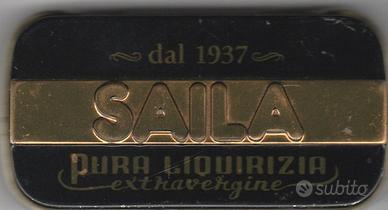 dal 1937
SAILA
PURA LIQUIRIZIA
extravergine
subito